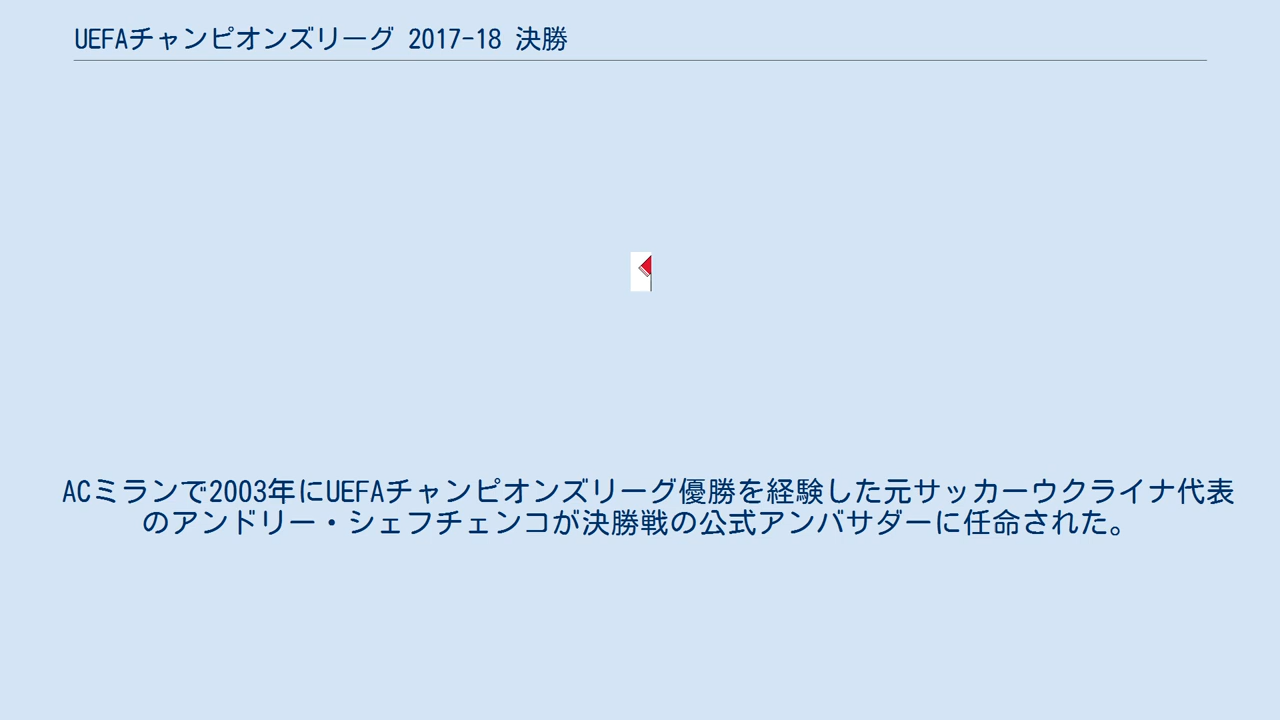 UEFAチャンピオンズリーグ 2017-18 決勝
ACミランで2003年にUEFAチャンピオンズリーグ優勝を経験した元サッカーウクライナ代表
のアンドリー・シェフチェンコが決勝戦の公式アンバサダーに任命された。